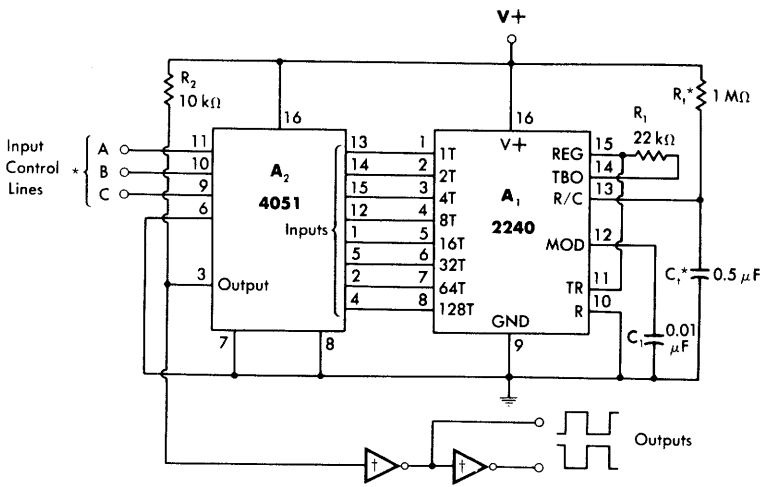 V+
R2
10 kΩ
R1* 1 MΩ
R1
22 kΩ
16
16
Input
Control
Lines
*
A
B
C
11
10
9
6
3
7
8
A2
4051
Inputs
Output
13
14
15
12
1
5
2
4
1
2
3
4
5
6
7
8
V+
1T
2T
4T
8T
16T
32T
64T
128T
A1
2240
REG
TBO
R/C
MOD
TR
R
GND
15
14
13
12
11
10
9
C1* 0.5 μF
C1 0.01
μF
†
†
Outputs